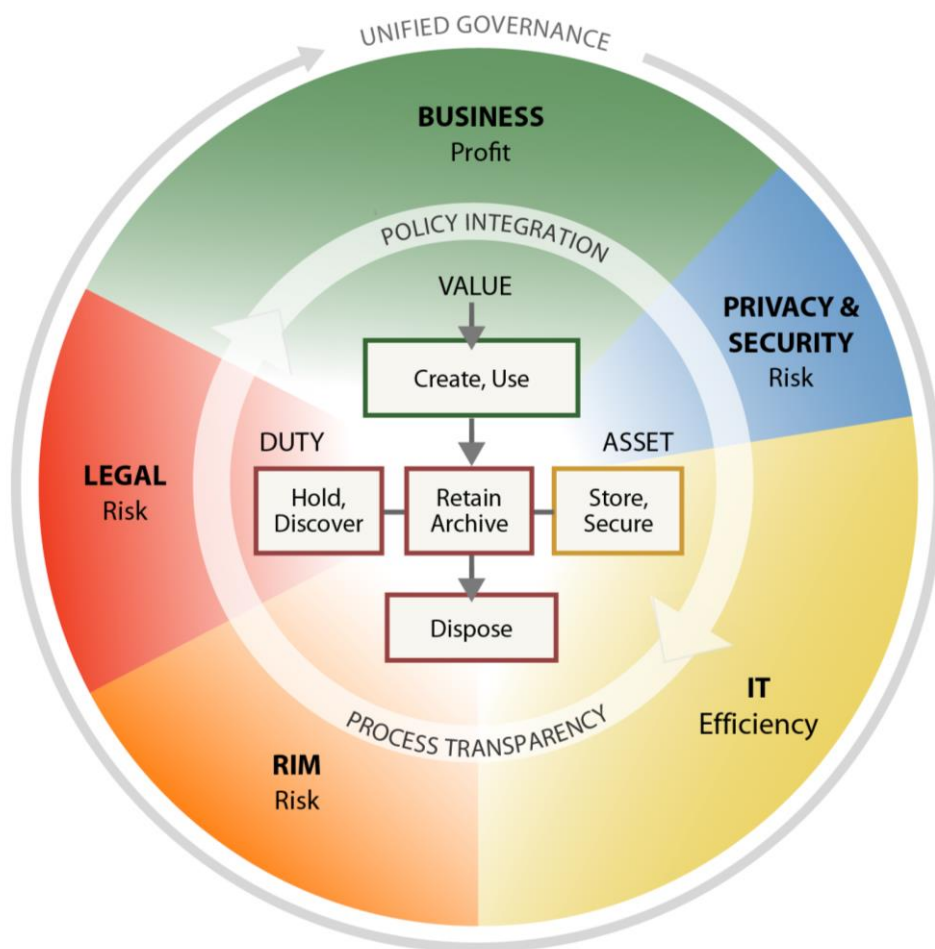 UNIFIED GOVERNANCE
BUSINESS
Profit
POLICY INTEGRATION
VALUE
PRIVACY &
SECURITY
Risk
Create, Use
DUTY
ASSET
LEGAL
Risk
Hold,
Discover
Retain
Archive
Store,
Secure
Dispose
IT
Efficiency
PROCESS TRANSPARENCY
RIM
Risk